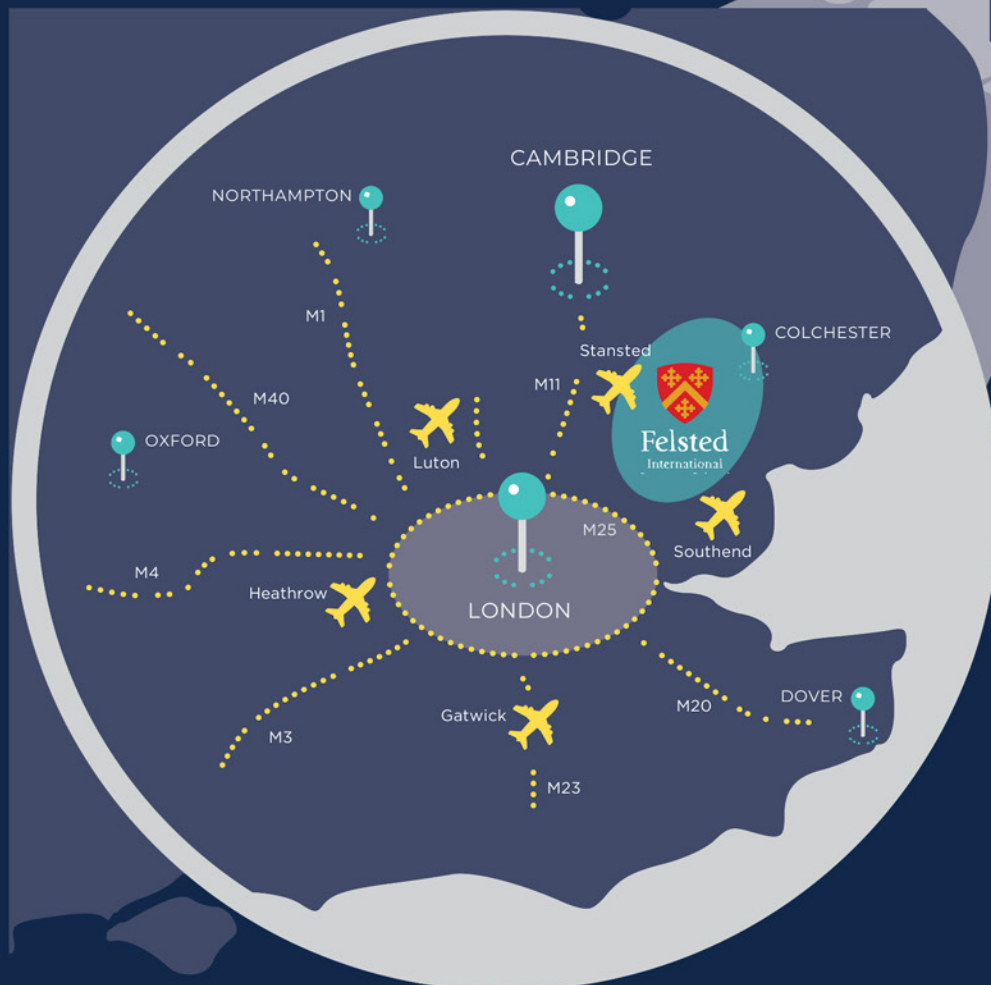 CAMBRIDGE
NORTHAMPTON
M1
COLCHESTER
Stansted
M11
M40
Felsted
International
OXFORD
Luton
M25
Southend
M4
Heathrow
LONDON
DOVER
M20
Gatwick
M3
M23